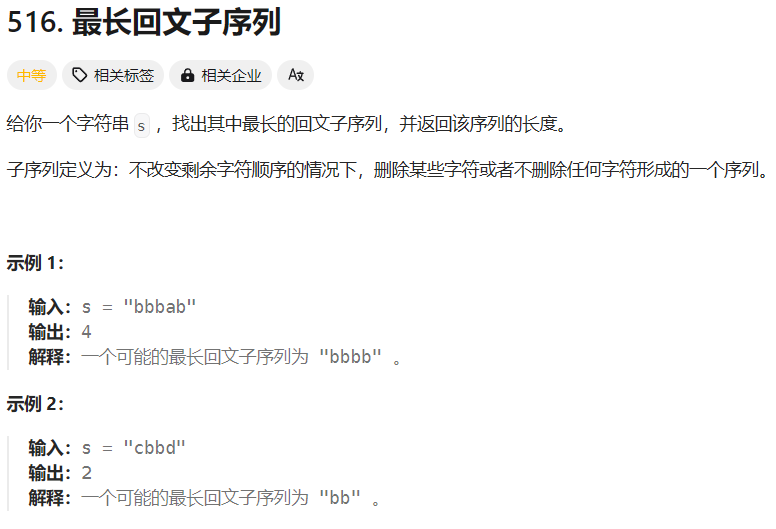 516. 最长回文子序列
中等 相关标签 相关企业 A文
给你一个字符串 s ，找出其中最长的回文子序列，并返回该序列的长度。
子序列定义为：不改变剩余字符顺序的情况下，删除某些字符或者不删除任何字符形成的一个序列。
示例 1：
输入：s = "bbbab"
输出：4
解释：一个可能的最长回文子序列为 "bbbb" 。
示例 2：
输入：s = "cbbd"
输出：2
解释：一个可能的最长回文子序列为 "bb" 。